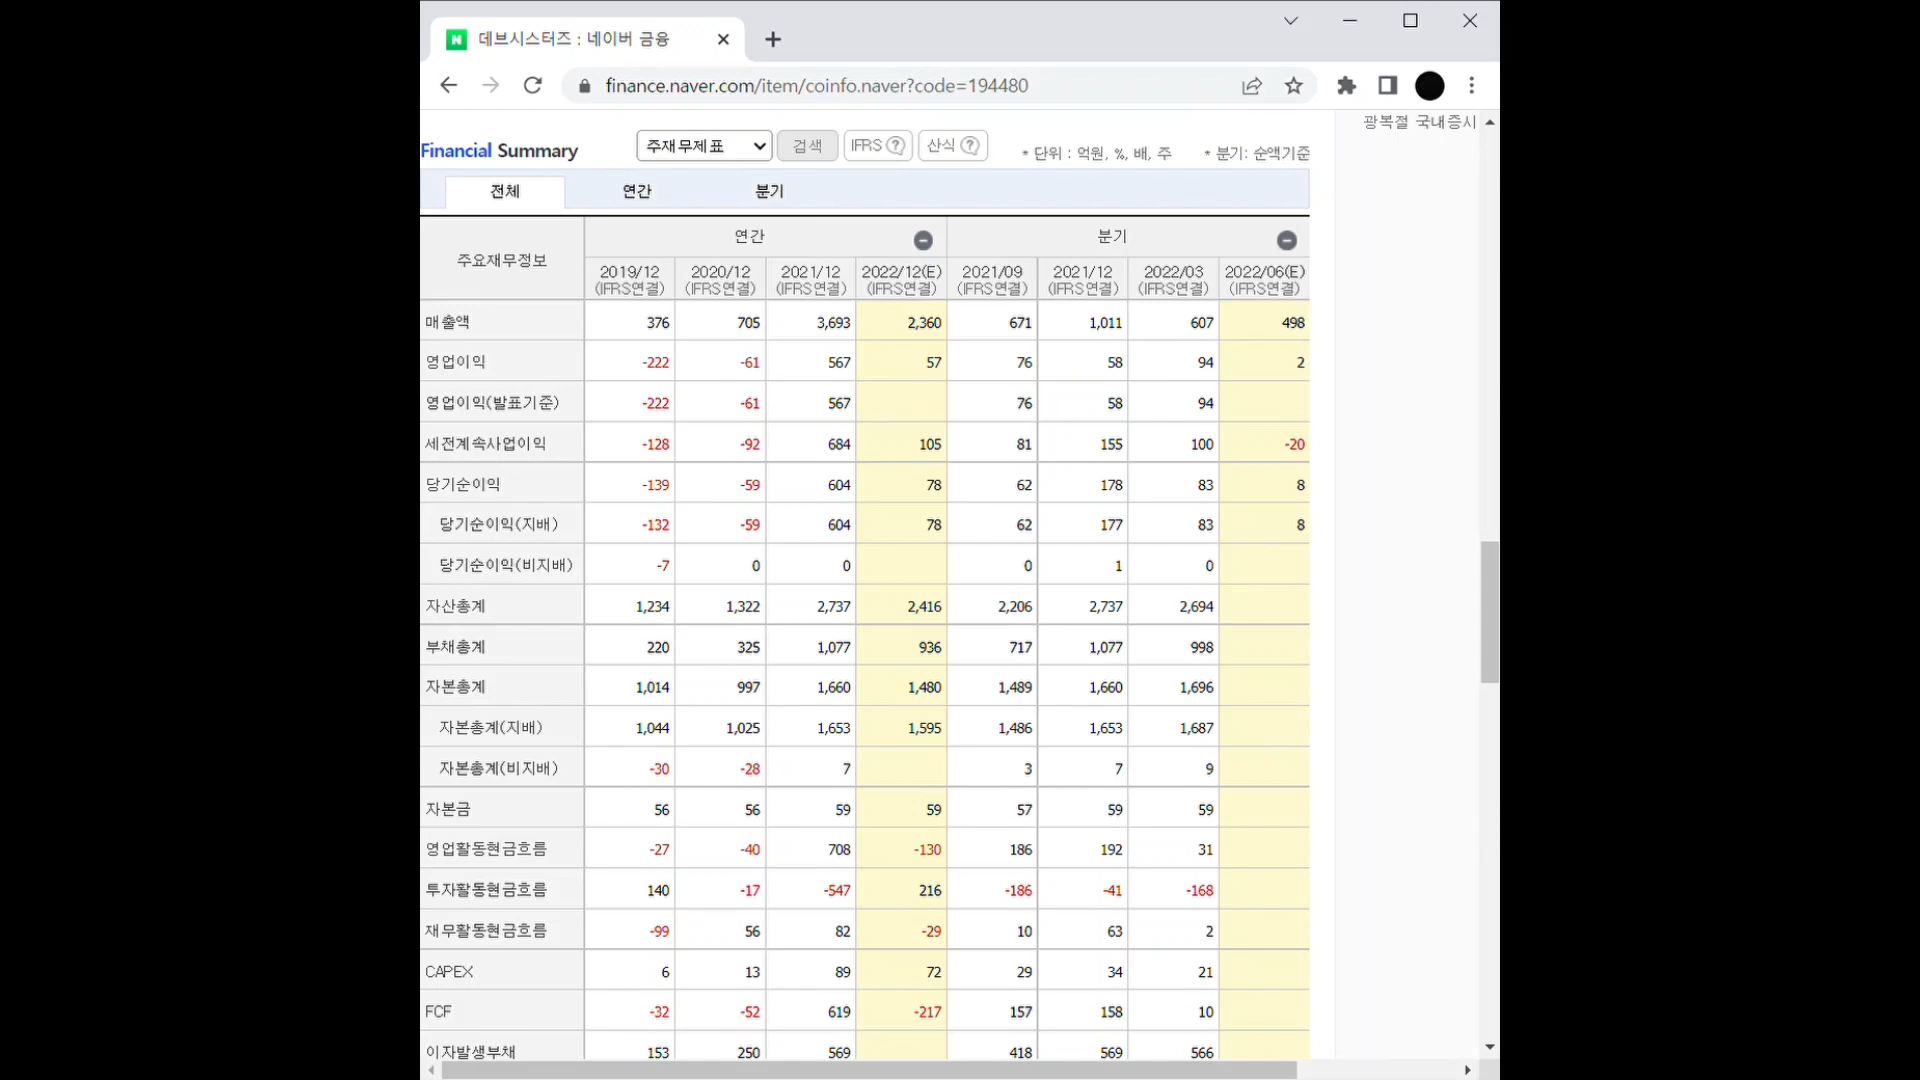 데브시스터즈 : 네이버 금융
finance.naver.com/item/coinfo.naver?code=194480
광복절 국내증시
Financial Summary 주재무제표 검색 IFRS ? 산식 ? * 단위 : 억원, %, 배, 주 * 분기: 순액기준
전체 연간 분기
주요재무정보 연간 분기
2019/12 2020/12 2021/12 2022/12(E) 2021/09 2021/12 2022/03 2022/06(E)
(IFRS연결) (IFRS연결) (IFRS연결) (IFRS연결) (IFRS연결) (IFRS연결) (IFRS연결) (IFRS연결)
매출액 376 705 3,693 2,360 671 1,011 607 498
영업이익 -222 -61 567 57 76 58 94 2
영업이익(발표기준) -222 -61 567 76 58 94
세전계속사업이익 -128 -92 684 105 81 155 100 -20
당기순이익 -139 -59 604 78 62 178 83 8
당기순이익(지배) -132 -59 604 78 62 177 83 8
당기순이익(비지배) -7 0 0 0 1 0
자산총계 1,234 1,322 2,737 2,416 2,206 2,737 2,694
부채총계 220 325 1,077 936 717 1,077 998
자본총계 1,014 997 1,660 1,480 1,489 1,660 1,696
자본총계(지배) 1,044 1,025 1,653 1,595 1,486 1,653 1,687
자본총계(비지배) -30 -28 7 3 7 9
자본금 56 56 59 59 57 59 59
영업활동현금흐름 -27 -40 708 -130 186 192 31
투자활동현금흐름 140 -17 -547 216 -186 -41 -168
재무활동현금흐름 -99 56 82 -29 10 63 2
CAPEX 6 13 89 72 29 34 21
FCF -32 -52 619 -217 157 158 10
이자발생부채 153 250 569 418 569 566